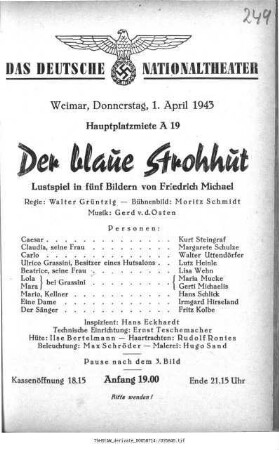 249
DAS DEUTSCHE NATIONALTHEATER
Weimar, Donnerstag, 1. April 1943
Hauptplatzmiete A 19
Der blaue Strohhut
Lustspiel in fünf Bildern von Friedrich Michael
Regie: Walter Grüntzig — Bühnenbild: Moritz Schmidt
Musik: Gerd v. d. Osten
Personen:
Caesar . . . . . . . . . . . . Kurt Steingraf
Claudia, seine Frau . . . . . . . . Margarete Schulze
Carlo . . . . . . . . . . . . Walter Uttendörfer
Ulrico Grassini, Besitzer eines Hutsalons . . Lutz Heinle
Beatrice, seine Frau . . . . . . . . Lisa Wehn
Lola } bei Grassini . . . . . . . { Maria Mucke
Mara } { Gerti Michaelis
Mario, Kellner . . . . . . . . . . Hans Schlick
Eine Dame . . . . . . . . . . . Irmgard Hirseland
Der Sänger . . . . . . . . . . . Fritz Kolbe
Inspizient: Hans Eckhardt
Technische Einrichtung: Ernst Teschemacher
Hüte: Ilse Bertelmann — Haartrachten: Rudolf Rontes
Beleuchtung: Max Schröder — Malerei: Hugo Sand
Pause nach dem 3. Bild
Kassenöffnung 18.15 Anfang 19.00 Ende 21.15 Uhr
Bitte wenden!